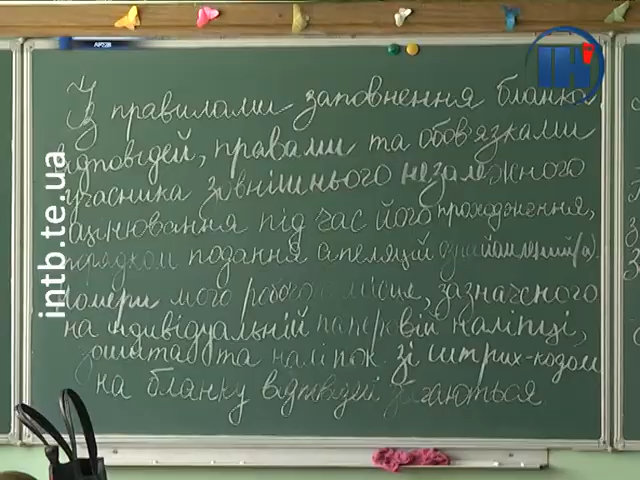 З правилами заповнення бланка
відповідей, правами та обов'язками
учасника зовнішнього незалежного
оцінювання під час його проходження,
порядком подання апеляцій ознайомлений(а).
Номери мого робочого місця, зазначеного
на індивідуальній паперовій наліпці,
зошита та наліпок зі штрих-кодом
на бланку відповідей збігаються
intb.te.ua